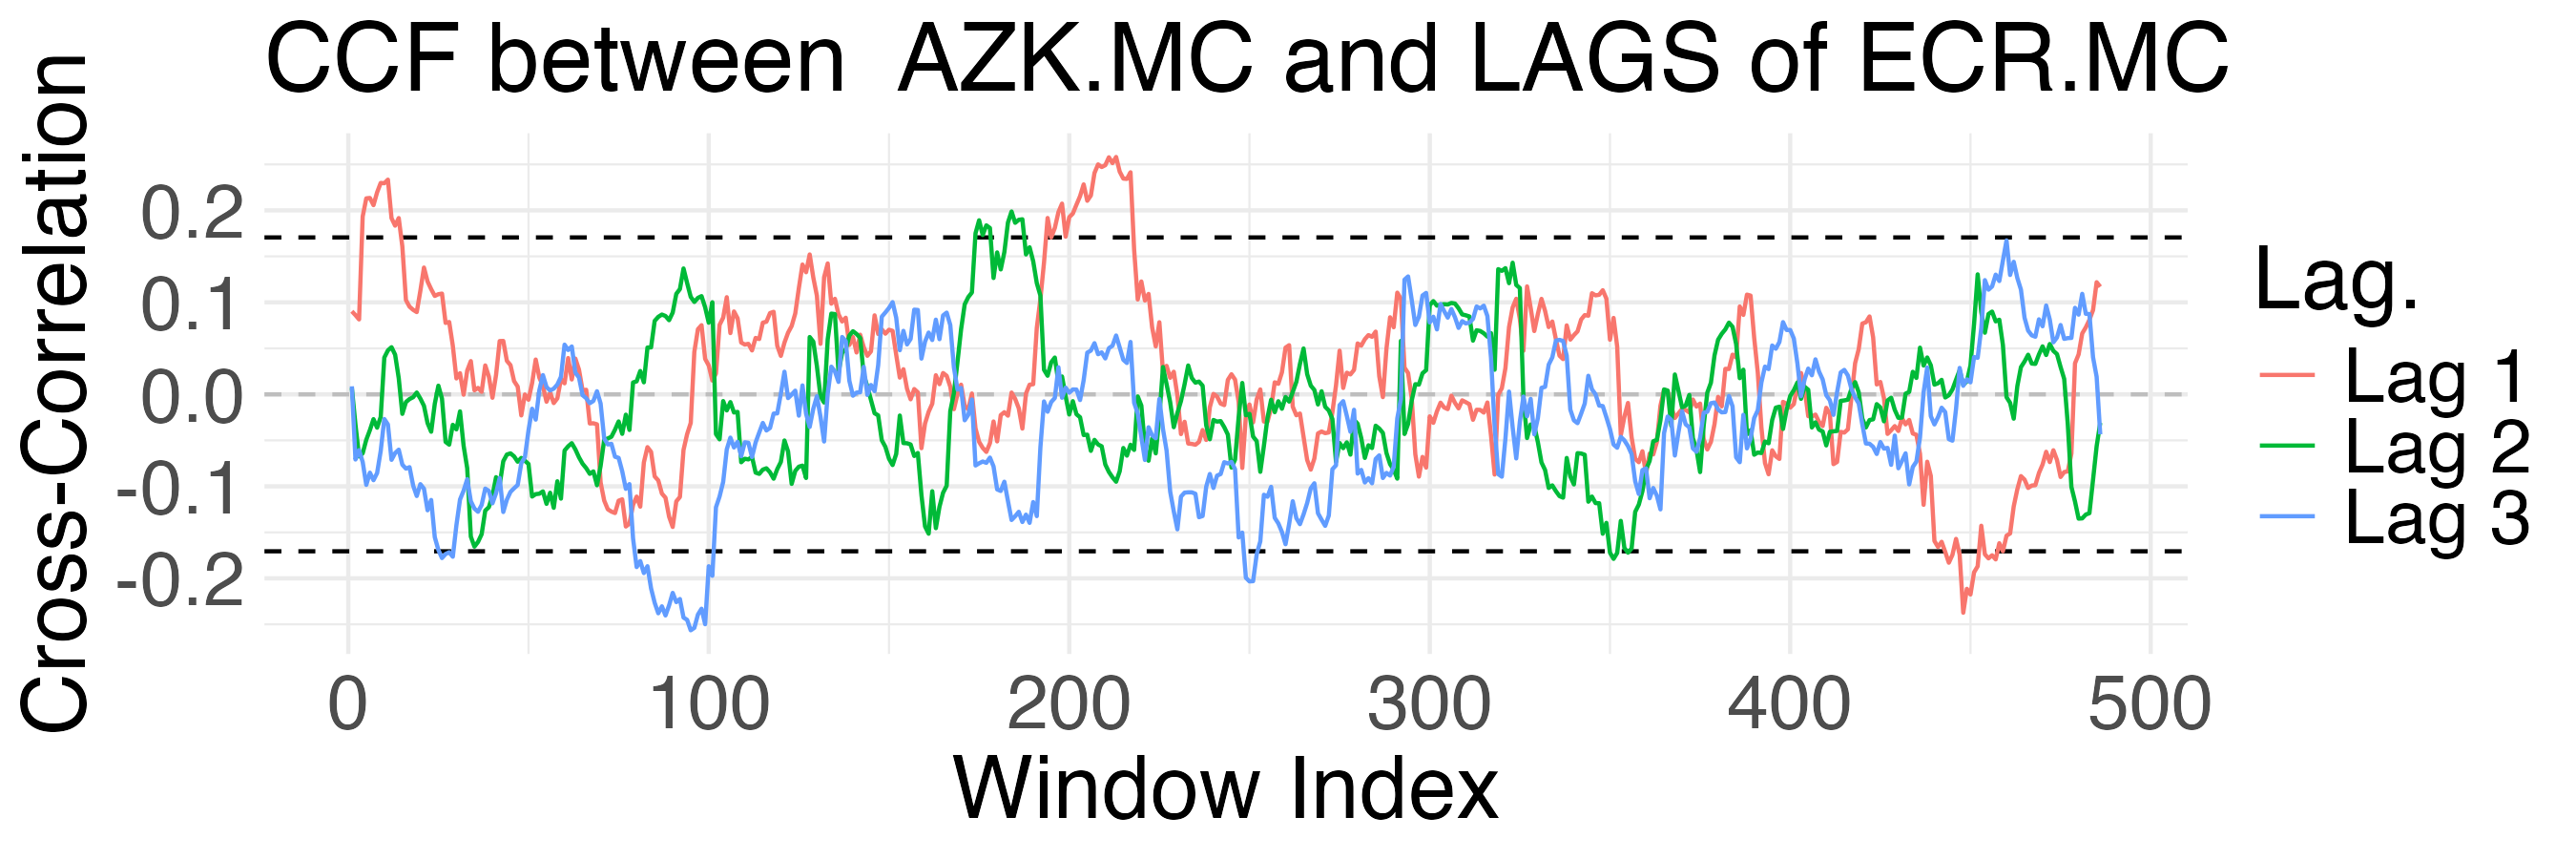 CCF between  AZK.MC and LAGS of ECR.MC
Cross-Correlation
0.2
0.1
0.0
-0.1
-0.2
0 100 200 300 400 500
Window Index
Lag.
Lag 1
Lag 2
Lag 3